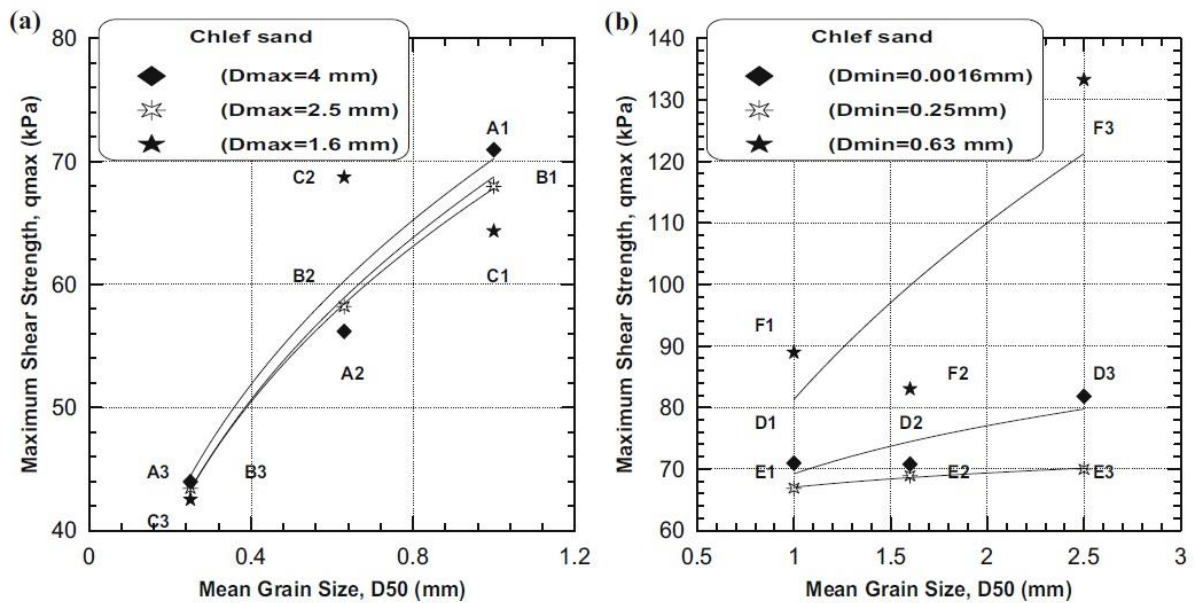 (a)
Chlef sand
(Dmax=4 mm)
(Dmax=2.5 mm)
(Dmax=1.6 mm)
Maximum Shear Strength, qmax (kPa)
80
70
60
50
40
A1
B1
C2
C1
B2
A2
A3
B3
C3
0
0.4
0.8
1.2
Mean Grain Size, D50 (mm)
(b)
Chlef sand
(Dmin=0.0016mm)
(Dmin=0.25mm)
(Dmin=0.63 mm)
Maximum Shear Strength, qmax (kPa)
140
130
120
110
100
90
80
70
60
F3
F1
F2
D3
D1
D2
E1
E2
E3
0.5
1
1.5
2
2.5
3
Mean Grain Size, D50 (mm)